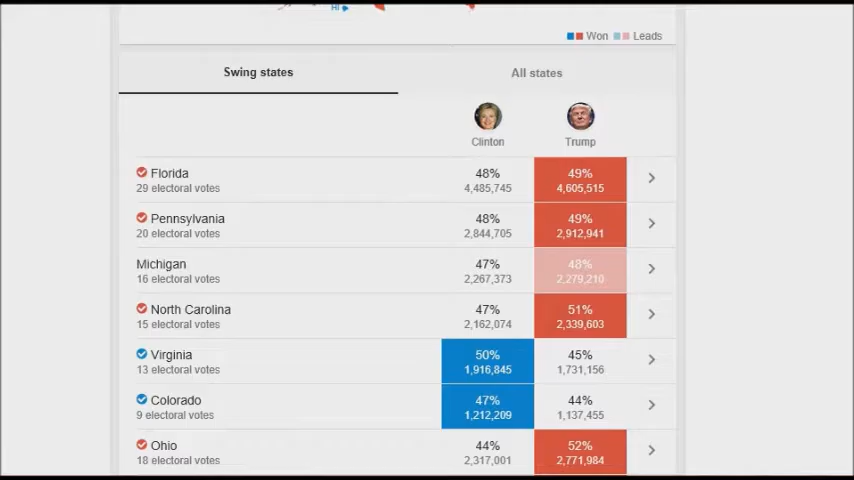 HI
Won Leads
Swing states All states
Clinton Trump
Florida 48% 49%
29 electoral votes 4,485,745 4,605,515
Pennsylvania 48% 49%
20 electoral votes 2,844,705 2,912,941
Michigan 47% 48%
16 electoral votes 2,267,373 2,279,210
North Carolina 47% 51%
15 electoral votes 2,162,074 2,339,603
Virginia 50% 45%
13 electoral votes 1,916,845 1,731,156
Colorado 47% 44%
9 electoral votes 1,212,209 1,137,455
Ohio 44% 52%
18 electoral votes 2,317,001 2,771,984